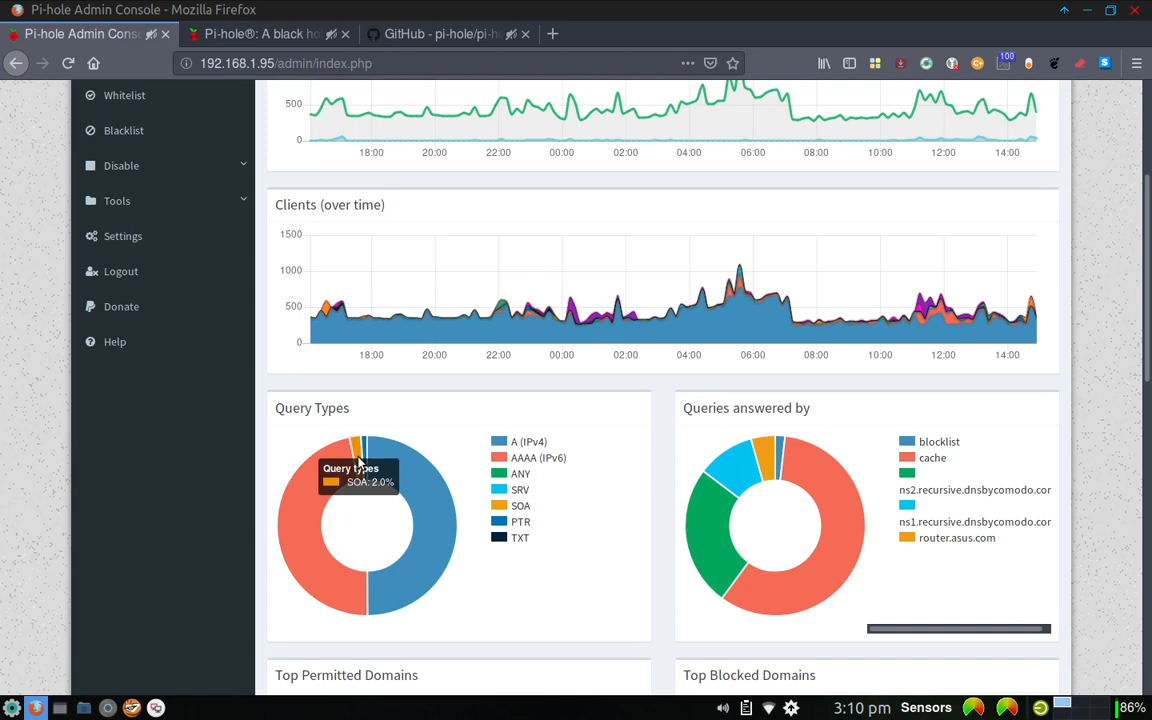 Pi-hole Admin Console - Mozilla Firefox
Pi-hole Admin Conso
Pi-hole®: A black ho
GitHub - pi-hole/pi-h
192.168.1.95/admin/index.php
100
Whitelist
Blacklist
Disable
Tools
Settings
Logout
Donate
Help
500
0
18:00 20:00 22:00 00:00 02:00 04:00 06:00 08:00 10:00 12:00 14:00
Clients (over time)
1500
1000
500
0
18:00 20:00 22:00 00:00 02:00 04:00 06:00 08:00 10:00 12:00 14:00
Query Types
Query types
SOA: 2.0%
A (IPv4)
AAAA (IPv6)
ANY
SRV
SOA
PTR
TXT
Queries answered by
blocklist
cache
ns2.recursive.dnsbycomodo.cor
ns1.recursive.dnsbycomodo.cor
router.asus.com
Top Permitted Domains
Top Blocked Domains
3:10 pm Sensors 86%